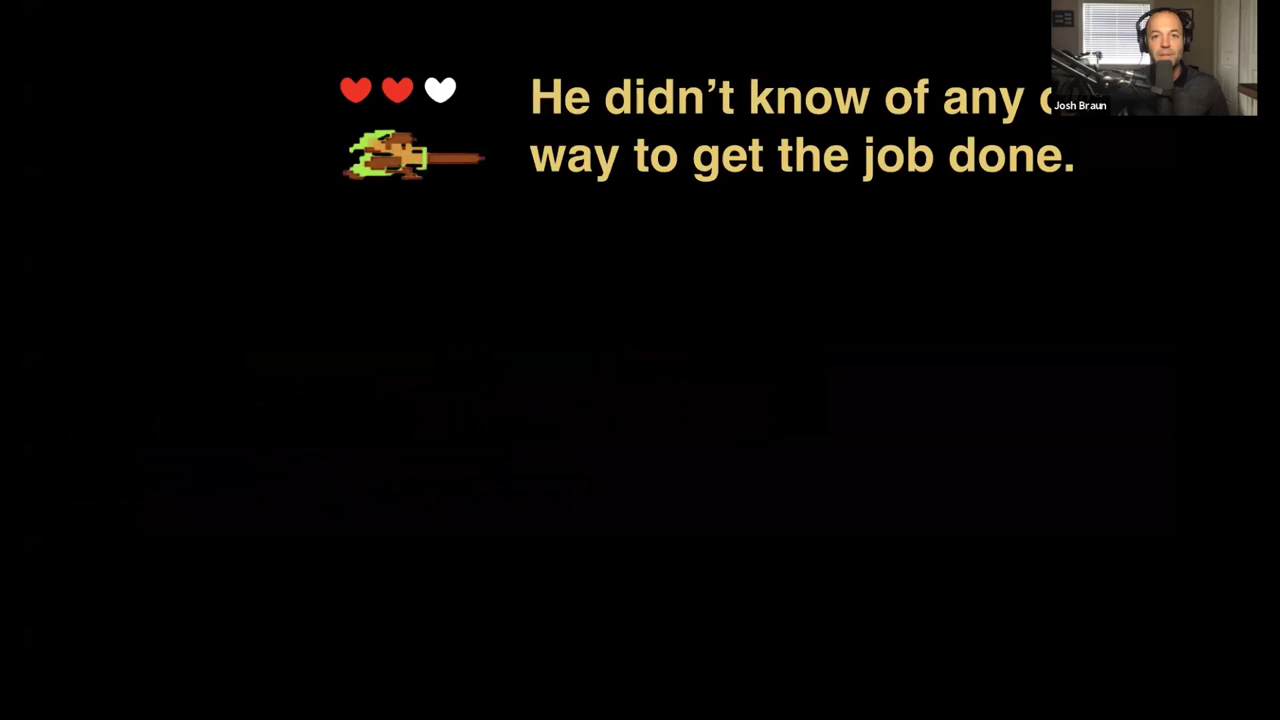 He didn’t know of any
way to get the job done.
Josh Braun